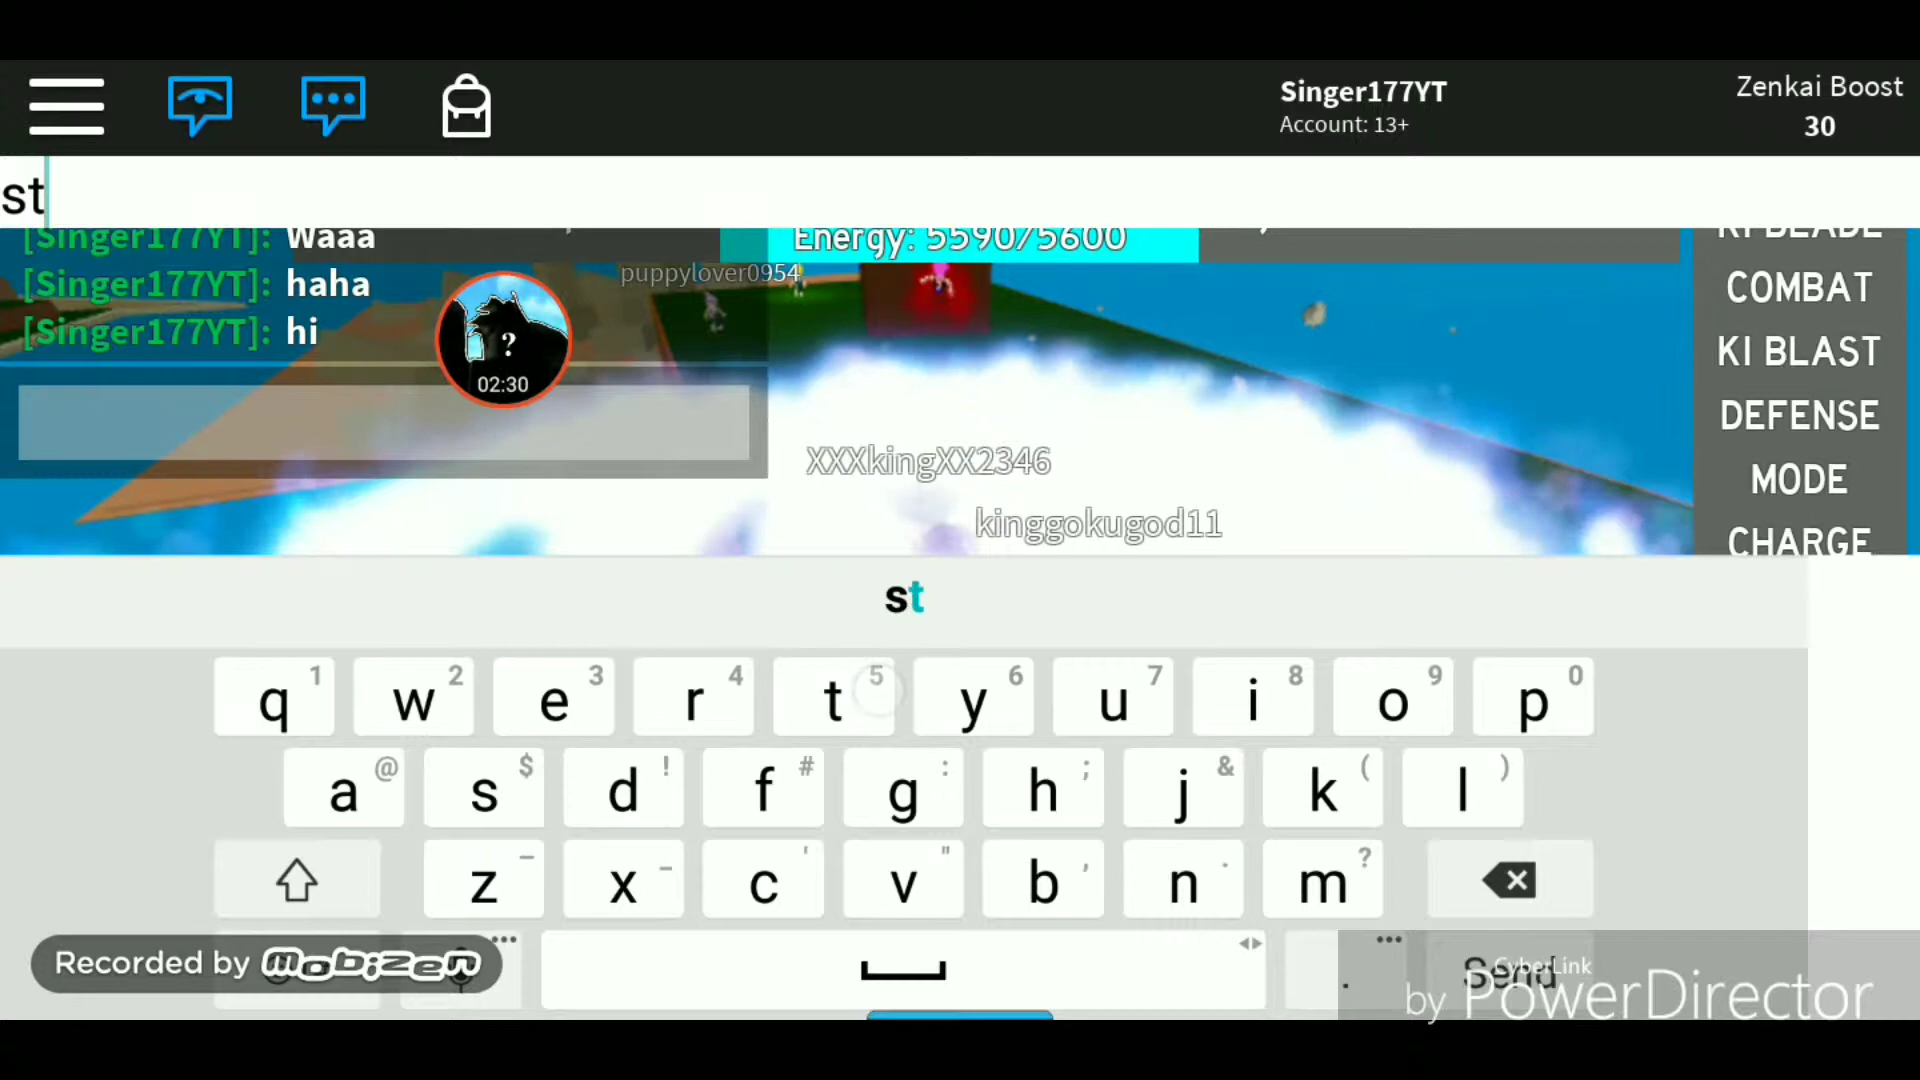 Singer177YT
Account: 13+
Zenkai Boost
30
st
[Singer177YT]: Waaa
[Singer177YT]: haha
[Singer177YT]: hi
Energy: 5590/5600
puppylover0954
?
02:30
XXXkingXX2346
kinggokugod11
KI BLADE
COMBAT
KI BLAST
DEFENSE
MODE
CHARGE
st
q 1 w 2 e 3 r 4 t 5 y 6 u 7 i 8 o 9 p 0
a @ s $ d ! f # g : h ; j & k ( l )
z x c ' v " b , n . m ?
. Send
Recorded by Mobizen
by CyberLink PowerDirector